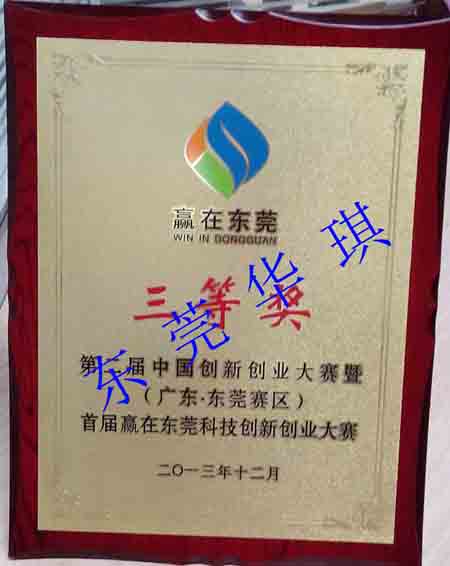 赢在东莞
WIN IN DONGGUAN
三等奖
第二届中国创新创业大赛暨
（广东·东莞赛区）
首届赢在东莞科技创新创业大赛
二〇一三年十二月
东莞华琪